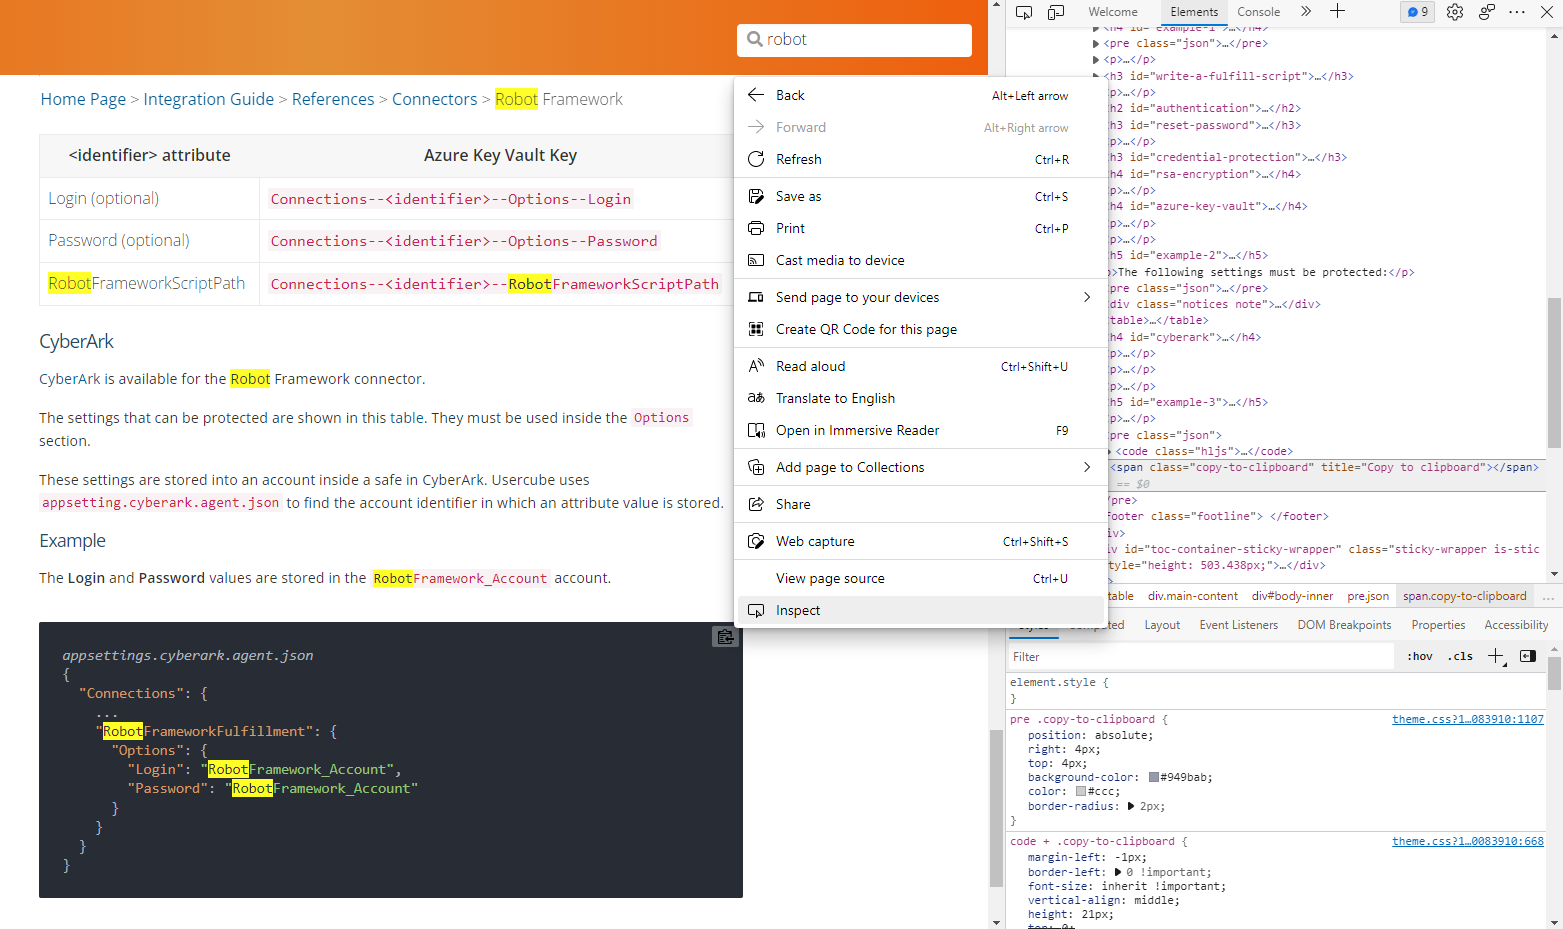 robot
Home Page > Integration Guide > References > Connectors > Robot Framework
<identifier> attribute
Azure Key Vault Key
Login (optional)
Connections--<identifier>--Options--Login
Password (optional)
Connections--<identifier>--Options--Password
RobotFrameworkScriptPath
Connections--<identifier>--RobotFrameworkScriptPath
CyberArk
CyberArk is available for the Robot Framework connector.
The settings that can be protected are shown in this table. They must be used inside the Options
section.
These settings are stored into an account inside a safe in CyberArk. Usercube uses
appsetting.cyberark.agent.json to find the account identifier in which an attribute value is stored.
Example
The Login and Password values are stored in the RobotFramework_Account account.
appsettings.cyberark.agent.json
{
"Connections": {
...
"RobotFrameworkFulfillment": {
"Options": {
"Login": "RobotFramework_Account",
"Password": "RobotFramework_Account"
}
}
}
}
Back Alt+Left arrow
Forward Alt+Right arrow
Refresh Ctrl+R
Save as Ctrl+S
Print Ctrl+P
Cast media to device
Send page to your devices
Create QR Code for this page
Read aloud Ctrl+Shift+U
Translate to English
Open in Immersive Reader F9
Add page to Collections
Share
Web capture Ctrl+Shift+S
View page source Ctrl+U
Inspect
Welcome Elements Console 9
<h4 id="example-1">…</h4>
<pre class="json">…</pre>
<p>…</p>
<h3 id="write-a-fulfill-script">…</h3>
p>…</p>
h2 id="authentication">…</h2>
h3 id="reset-password">…</h3>
p>…</p>
h3 id="credential-protection">…</h3>
h4 id="rsa-encryption">…</h4>
p>…</p>
h4 id="azure-key-vault">…</h4>
p>…</p>
p>…</p>
h5 id="example-2">…</h5>
p>The following settings must be protected:</p>
pre class="json">…</pre>
div class="notices note">…</div>
table>…</table>
h4 id="cyberark">…</h4>
p>…</p>
p>…</p>
p>…</p>
h5 id="example-3">…</h5>
p>…</p>
pre class="json">
<code class="hljs">…</code>
<span class="copy-to-clipboard" title="Copy to clipboard"></span>
== $0
/pre>
footer class="footline"> </footer>
iv>
iv id="toc-container-sticky-wrapper" class="sticky-wrapper is-stic
tyle="height: 503.438px;">…</div>
>
table div.main-content div#body-inner pre.json span.copy-to-clipboard ...
Styles Computed Layout Event Listeners DOM Breakpoints Properties Accessibility
Filter :hov .cls
element.style {
}
pre .copy-to-clipboard { theme.css?1…083910:1107
position: absolute;
right: 4px;
top: 4px;
background-color: #949bab;
color: #ccc;
border-radius: 2px;
}
code + .copy-to-clipboard { theme.css?1…0083910:668
margin-left: -1px;
border-left: 0 !important;
font-size: inherit !important;
vertical-align: middle;
height: 21px;
top: 0;